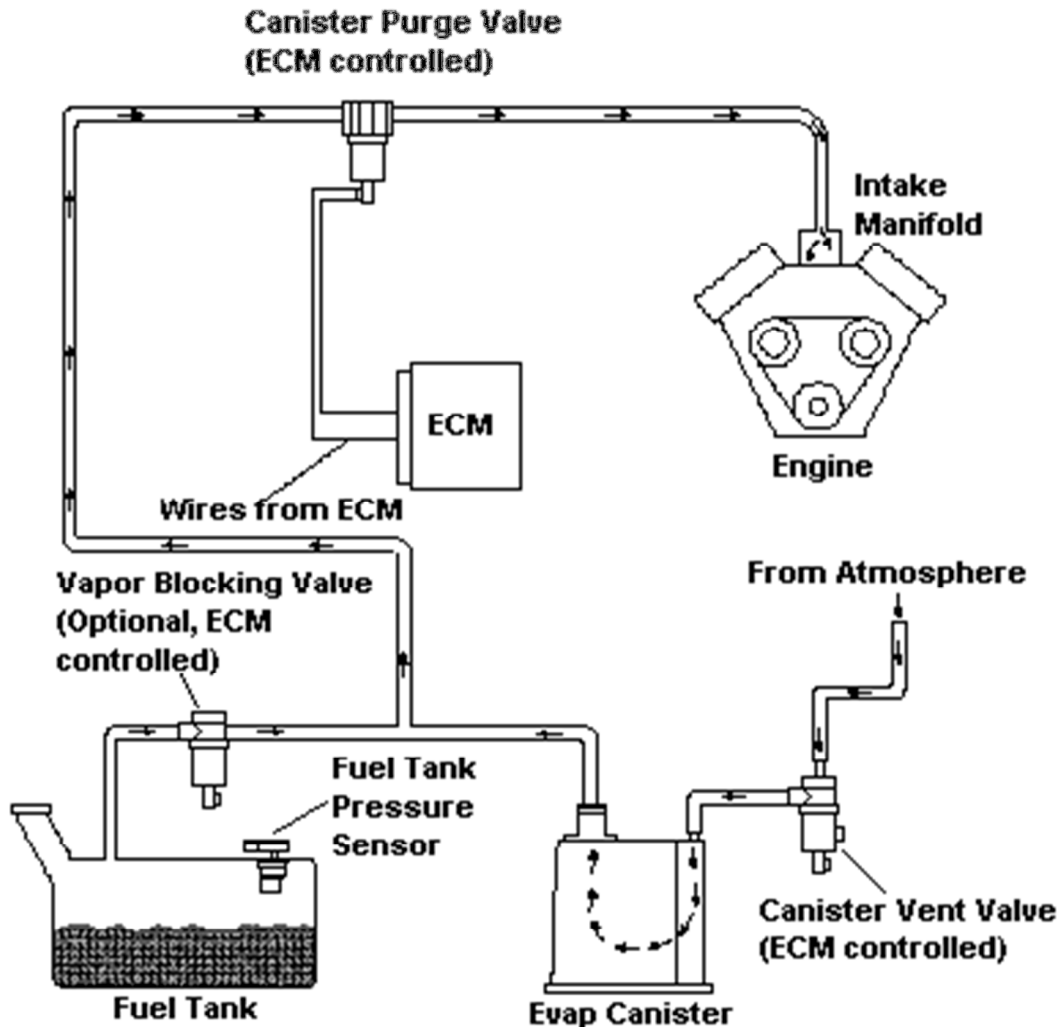 Canister Purge Valve
(ECM controlled)
Intake
Manifold
ECM
Engine
Wires from ECM
Vapor Blocking Valve
(Optional, ECM
controlled)
From Atmosphere
Fuel Tank
Pressure
Sensor
Canister Vent Valve
(ECM controlled)
Fuel Tank
Evap Canister